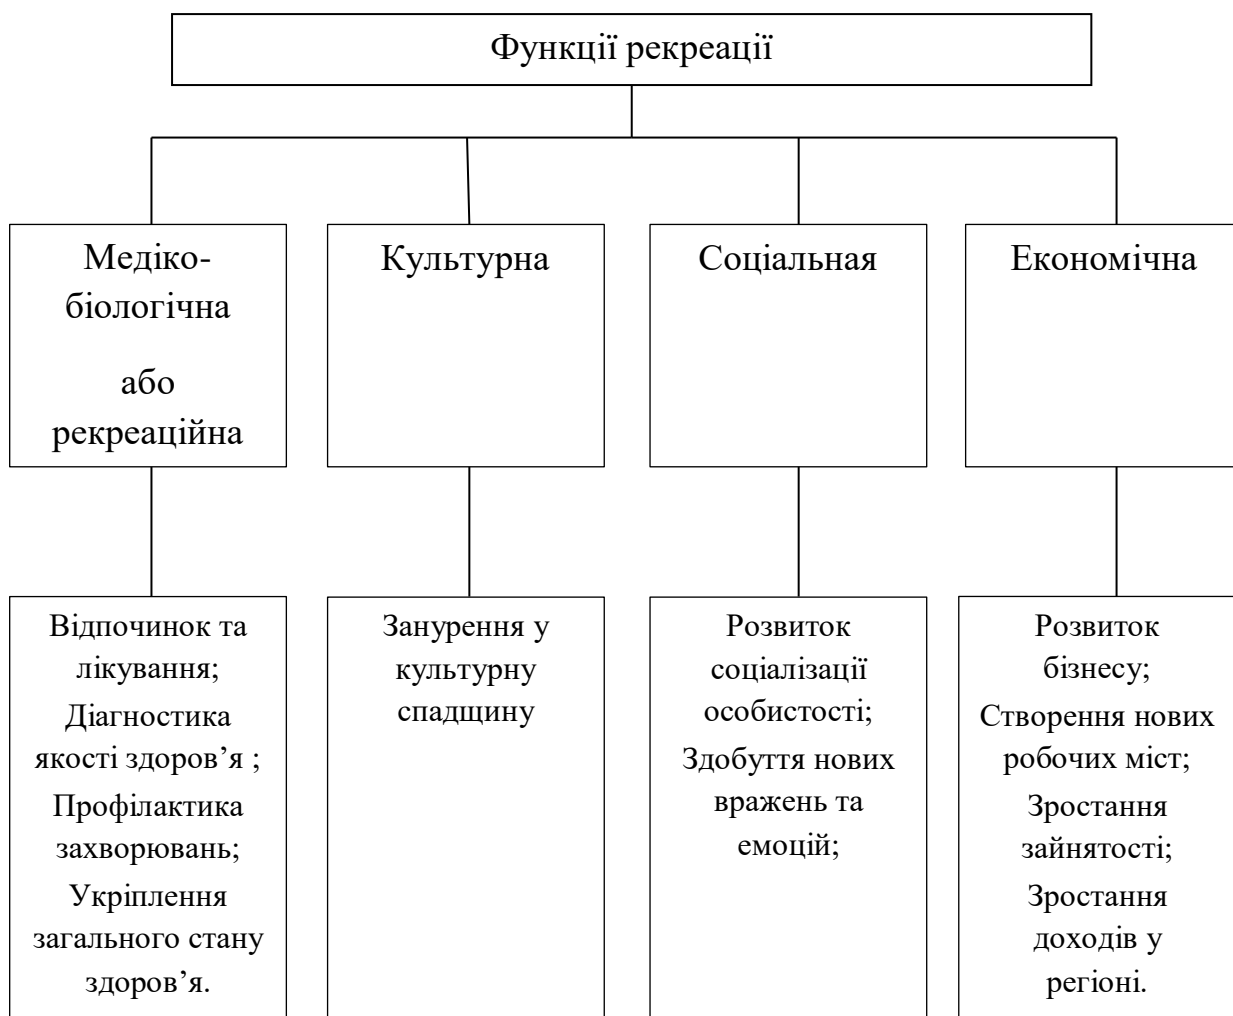 Функції рекреації
Медіко-
біологічна
або
рекреаційна
Культурна
Соціальная
Економічна
Відпочинок та
лікування;
Діагностика
якості здоров’я ;
Профілактика
захворювань;
Укріплення
загального стану
здоров’я.
Занурення у
культурну
спадщину
Розвиток
соціалізації
особистості;
Здобуття нових
вражень та
емоцій;
Розвиток
бізнесу;
Створення нових
робочих міст;
Зростання
зайнятості;
Зростання
доходів у
регіоні.